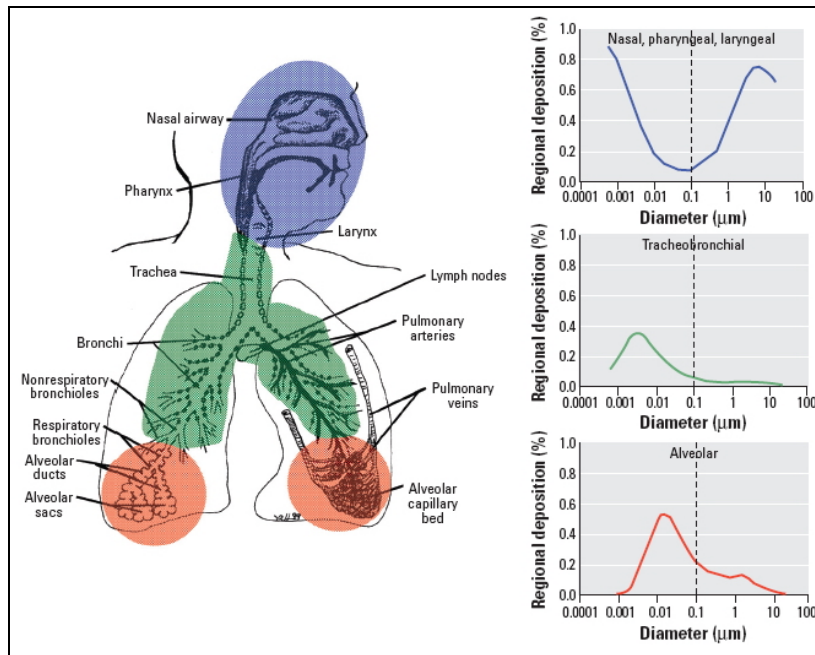 Nasal airway
Pharynx
Larynx
Trachea
Lymph nodes
Bronchi
Pulmonary
arteries
Nonrespiratory
bronchioles
Pulmonary
veins
Respiratory
bronchioles
Alveolar
ducts
Alveolar
sacs
Alveolar
capillary
bed
Regional deposition (%)
1.0
0.8
0.6
0.4
0.2
0.0
Nasal, pharyngeal, laryngeal
0.0001 0.001 0.01 0.1 1 10 100
Diameter (μm)
Regional deposition (%)
1.0
0.8
0.6
0.4
0.2
0.0
Tracheobronchial
0.0001 0.001 0.01 0.1 1 10 100
Diameter (μm)
Regional deposition (%)
1.0
0.8
0.6
0.4
0.2
0.0
Alveolar
0.0001 0.001 0.01 0.1 1 10 100
Diameter (μm)